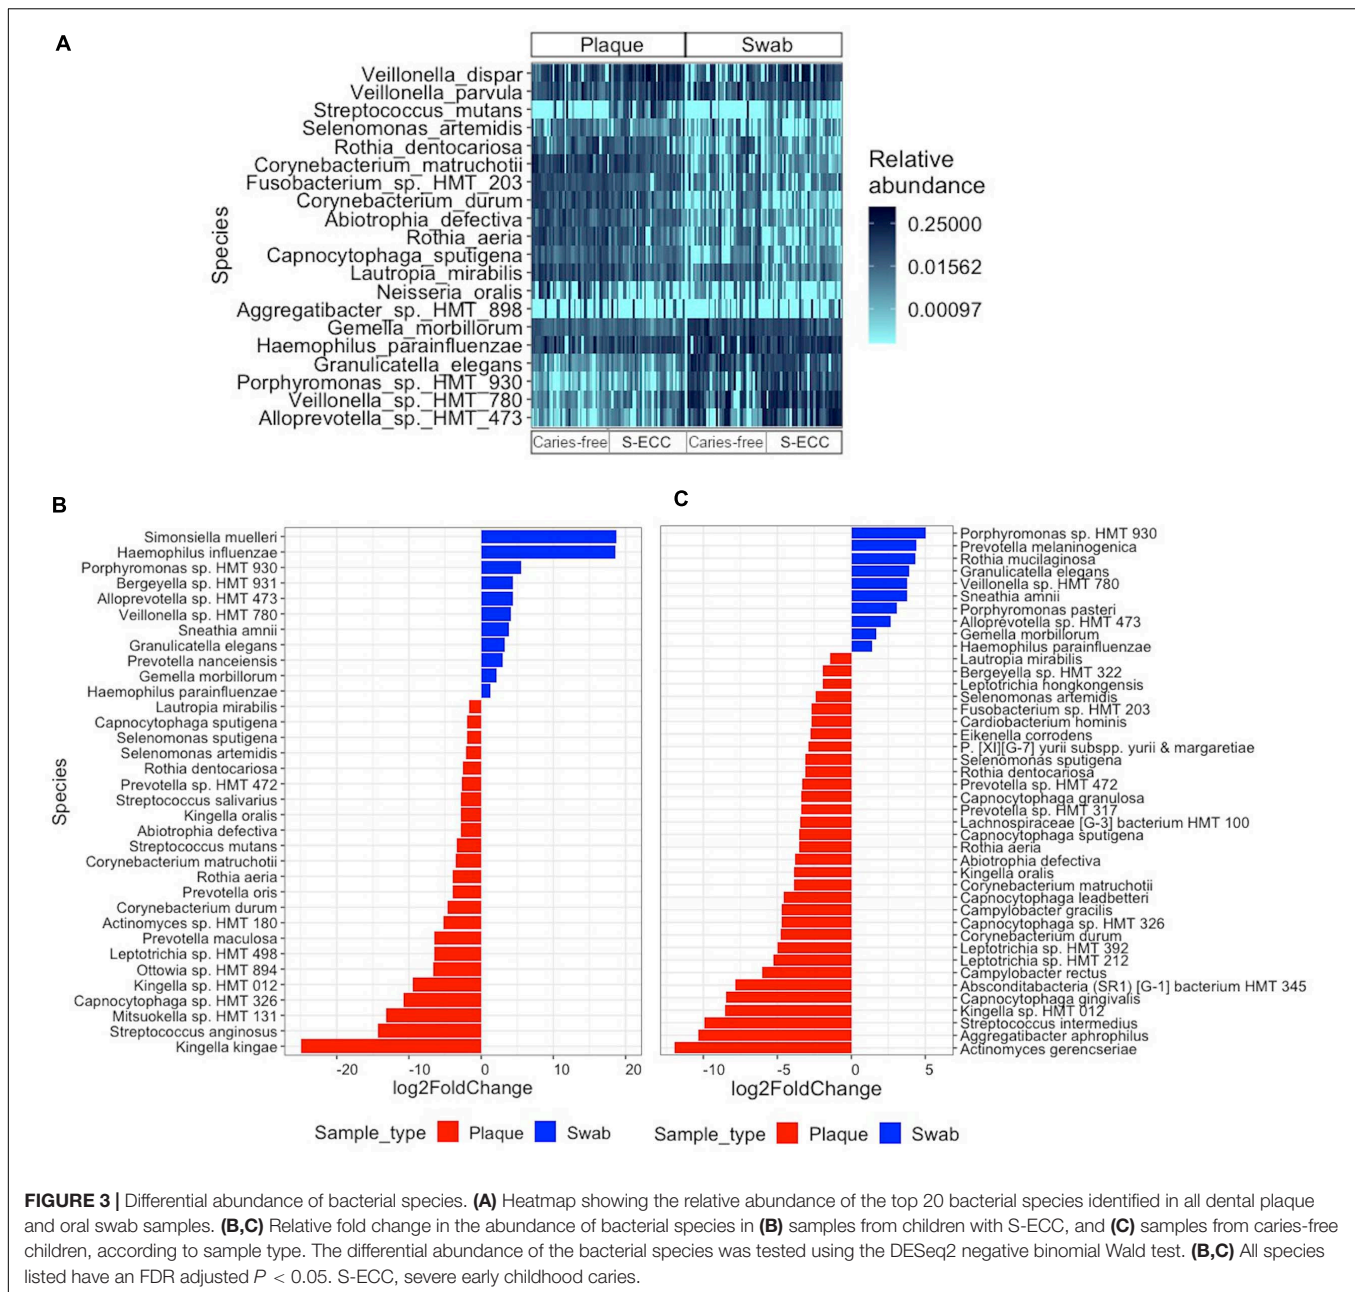 A
Plaque
Swab
Veillonella_dispar
Veillonella_parvula
Streptococcus_mutans
Selenomonas_artemidis
Rothia_dentocariosa
Corynebacterium_matruchotii
Fusobacterium_sp._HMT_203
Corynebacterium_durum
Abiotrophia_defectiva
Rothia_aeria
Capnocytophaga_sputigena
Lautropia_mirabilis
Neisseria_oralis
Aggregatibacter_sp._HMT_898
Gemella_morbillorum
Haemophilus_parainfluenzae
Granulicatella_elegans
Porphyromonas_sp._HMT_930
Veillonella_sp._HMT_780
Alloprevotella_sp._HMT_473
Species
Caries-free
S-ECC
Caries-free
S-ECC
Relative
abundance
0.25000
0.01562
0.00097
B
Simonsiella muelleri
Haemophilus influenzae
Porphyromonas sp. HMT 930
Bergeyella sp. HMT 931
Alloprevotella sp. HMT 473
Veillonella sp. HMT 780
Sneathia amnii
Granulicatella elegans
Prevotella nanceiensis
Gemella morbillorum
Haemophilus parainfluenzae
Lautropia mirabilis
Capnocytophaga sputigena
Selenomonas sputigena
Selenomonas artemidis
Rothia dentocariosa
Prevotella sp. HMT 472
Streptococcus salivarius
Kingella oralis
Abiotrophia defectiva
Streptococcus mutans
Corynebacterium matruchotii
Rothia aeria
Prevotella oris
Corynebacterium durum
Actinomyces sp. HMT 180
Prevotella maculosa
Leptotrichia sp. HMT 498
Ottowia sp. HMT 894
Kingella sp. HMT 012
Capnocytophaga sp. HMT 326
Mitsuokella sp. HMT 131
Streptococcus anginosus
Kingella kingae
Species
-20 -10 0 10 20
log2FoldChange
Sample_type Plaque Swab
C
Porphyromonas sp. HMT 930
Prevotella melaninogenica
Rothia mucilaginosa
Granulicatella elegans
Veillonella sp. HMT 780
Sneathia amnii
Porphyromonas pasteri
Alloprevotella sp. HMT 473
Gemella morbillorum
Haemophilus parainfluenzae
Lautropia mirabilis
Bergeyella sp. HMT 322
Leptotrichia hongkongensis
Selenomonas artemidis
Fusobacterium sp. HMT 203
Cardiobacterium hominis
Eikenella corrodens
P. [XI][G-7] yurii subspp. yurii & margaretiae
Selenomonas sputigena
Rothia dentocariosa
Prevotella sp. HMT 472
Capnocytophaga granulosa
Prevotella sp. HMT 317
Lachnospiraceae [G-3] bacterium HMT 100
Capnocytophaga sputigena
Rothia aeria
Abiotrophia defectiva
Kingella oralis
Corynebacterium matruchotii
Capnocytophaga leadbetteri
Campylobacter gracilis
Capnocytophaga sp. HMT 326
Corynebacterium durum
Leptotrichia sp. HMT 392
Leptotrichia sp. HMT 212
Campylobacter rectus
Absconditabacteria (SR1) [G-1] bacterium HMT 345
Capnocytophaga gingivalis
Kingella sp. HMT 012
Streptococcus intermedius
Aggregatibacter aphrophilus
Actinomyces gerencseriae
-10 -5 0 5
log2FoldChange
Sample_type Plaque Swab
FIGURE 3 | Differential abundance of bacterial species. (A) Heatmap showing the relative abundance of the top 20 bacterial species identified in all dental plaque
and oral swab samples. (B,C) Relative fold change in the abundance of bacterial species in (B) samples from children with S-ECC, and (C) samples from caries-free
children, according to sample type. The differential abundance of the bacterial species was tested using the DESeq2 negative binomial Wald test. (B,C) All species
listed have an FDR adjusted P < 0.05. S-ECC, severe early childhood caries.